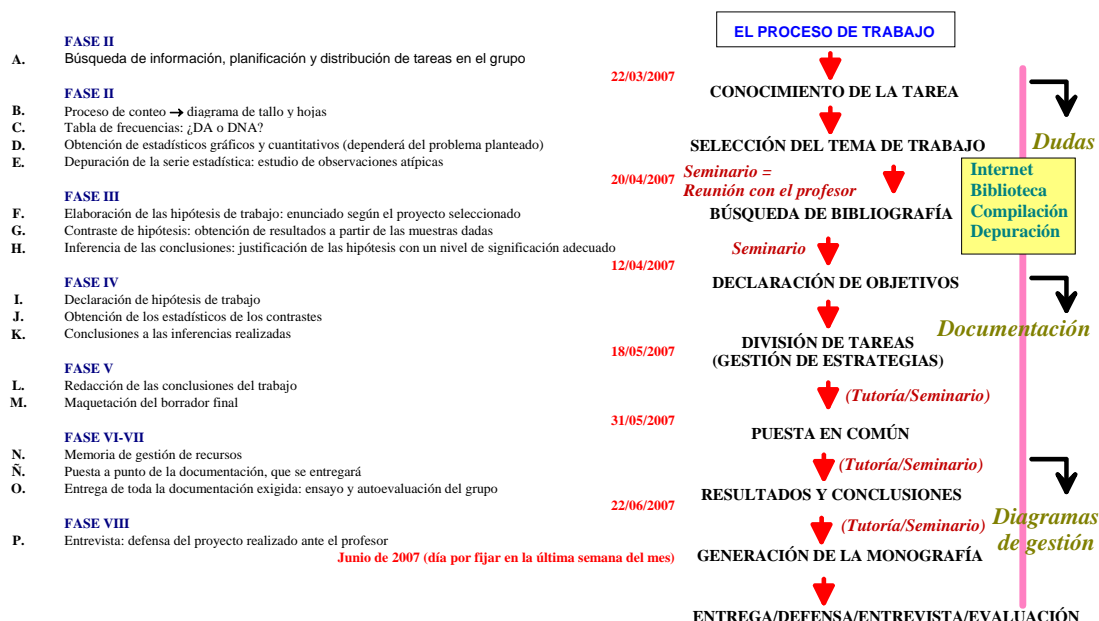 FASE II
A. Búsqueda de información, planificación y distribución de tareas en el grupo
22/03/2007
FASE II
B. Proceso de conteo → diagrama de tallo y hojas
C. Tabla de frecuencias: ¿DA o DNA?
D. Obtención de estadísticos gráficos y cuantitativos (dependerá del problema planteado)
E. Depuración de la serie estadística: estudio de observaciones atípicas
20/04/2007
FASE III
F. Elaboración de las hipótesis de trabajo: enunciado según el proyecto seleccionado
G. Contraste de hipótesis: obtención de resultados a partir de las muestras dadas
H. Inferencia de las conclusiones: justificación de las hipótesis con un nivel de significación adecuado
12/04/2007
FASE IV
I. Declaración de hipótesis de trabajo
J. Obtención de los estadísticos de los contrastes
K. Conclusiones a las inferencias realizadas
18/05/2007
FASE V
L. Redacción de las conclusiones del trabajo
M. Maquetación del borrador final
31/05/2007
FASE VI-VII
N. Memoria de gestión de recursos
Ñ. Puesta a punto de la documentación, que se entregará
O. Entrega de toda la documentación exigida: ensayo y autoevaluación del grupo
22/06/2007
FASE VIII
P. Entrevista: defensa del proyecto realizado ante el profesor
Junio de 2007 (día por fijar en la última semana del mes)
EL PROCESO DE TRABAJO
CONOCIMIENTO DE LA TAREA
SELECCIÓN DEL TEMA DE TRABAJO
Seminario =
Reunión con el profesor
BÚSQUEDA DE BIBLIOGRAFÍA
Seminario
DECLARACIÓN DE OBJETIVOS
DIVISIÓN DE TAREAS
(GESTIÓN DE ESTRATEGIAS)
(Tutoría/Seminario)
PUESTA EN COMÚN
(Tutoría/Seminario)
RESULTADOS Y CONCLUSIONES
(Tutoría/Seminario)
GENERACIÓN DE LA MONOGRAFÍA
ENTREGA/DEFENSA/ENTREVISTA/EVALUACIÓN
Dudas
Internet
Biblioteca
Compilación
Depuración
Documentación
Diagramas
de gestión